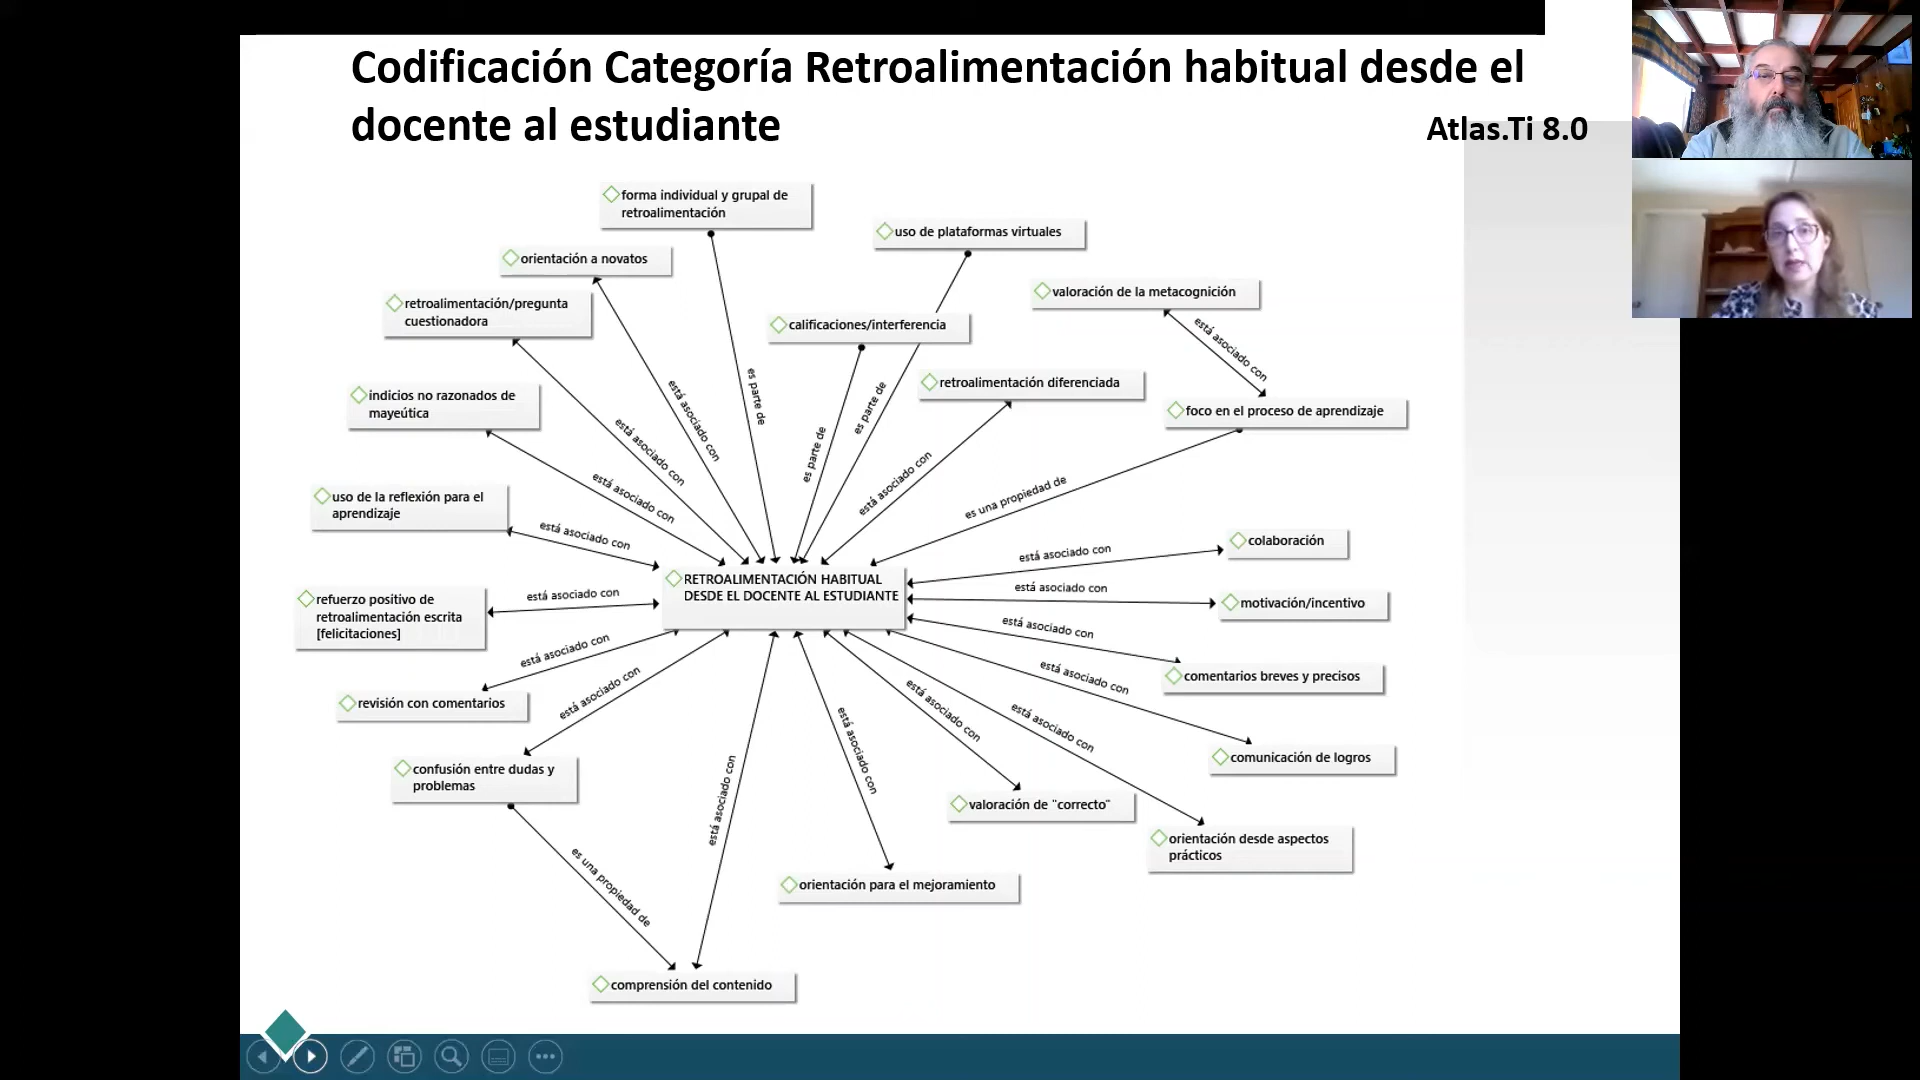 Codificación Categoría Retroalimentación habitual desde el
docente al estudiante
Atlas.Ti 8.0
forma individual y grupal de
retroalimentación
uso de plataformas virtuales
orientación a novatos
valoración de la metacognición
retroalimentación/pregunta
cuestionadora
calificaciones/interferencia
está asociado con
retroalimentación diferenciada
indicios no razonados de
mayeútica
foco en el proceso de aprendizaje
es parte de
está asociado con
es parte de
está asociado con
es parte de
está asociado con
está asociado con
es una propiedad de
uso de la reflexión para el
aprendizaje
está asociado con
colaboración
está asociado con
RETROALIMENTACIÓN HABITUAL
DESDE EL DOCENTE AL ESTUDIANTE
está asociado con
motivación/incentivo
refuerzo positivo de
retroalimentación escrita
[felicitaciones]
está asociado con
está asociado con
comentarios breves y precisos
está asociado con
está asociado con
revisión con comentarios
está asociado con
está asociado con
está asociado con
está asociado con
comunicación de logros
confusión entre dudas y
problemas
está asociado con
valoración de "correcto"
orientación desde aspectos
prácticos
es una propiedad de
orientación para el mejoramiento
comprensión del contenido